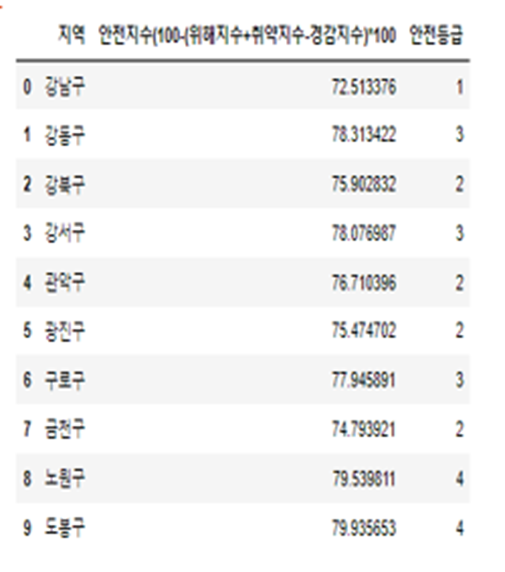 지역 안전지수(100-(위해지수+취약지수-경감지수)*100 안전등급
0 강남구 72.513376 1
1 강동구 78.313422 3
2 강북구 75.902832 2
3 강서구 78.076987 3
4 관악구 76.710396 2
5 광진구 75.474702 2
6 구로구 77.945891 3
7 금천구 74.793921 2
8 노원구 79.539811 4
9 도봉구 79.935653 4